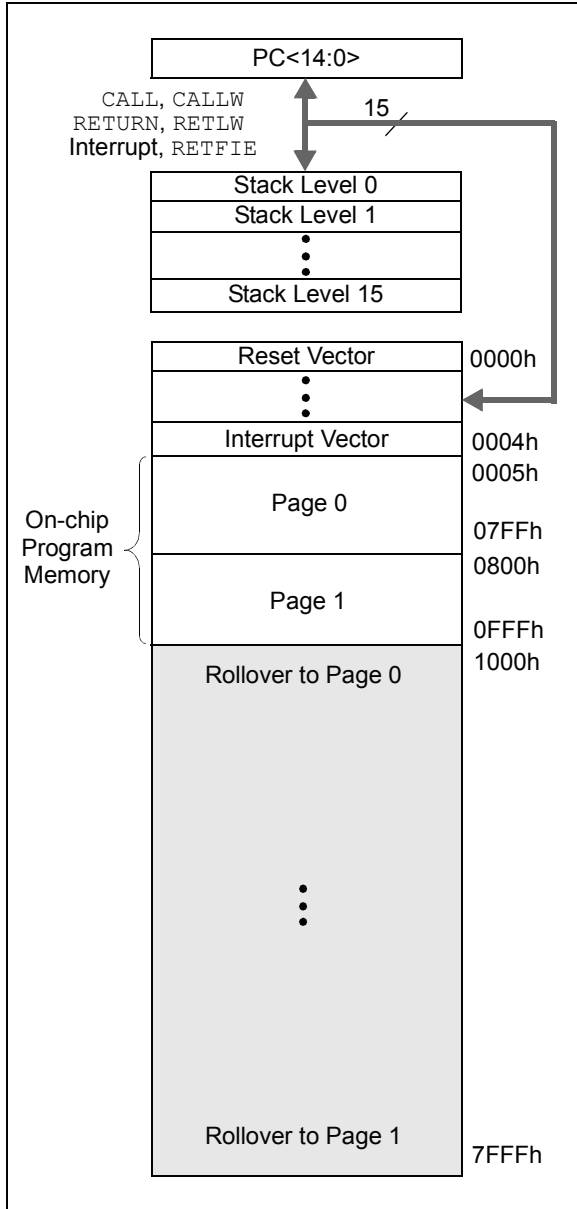 PC<14:0>
CALL, CALLW
RETURN, RETLW
Interrupt, RETFIE
15
Stack Level 0
Stack Level 1
Stack Level 15
Reset Vector
0000h
Interrupt Vector
0004h
0005h
On-chip
Program
Memory
Page 0
07FFh
0800h
Page 1
0FFFh
1000h
Rollover to Page 0
Rollover to Page 1
7FFFh